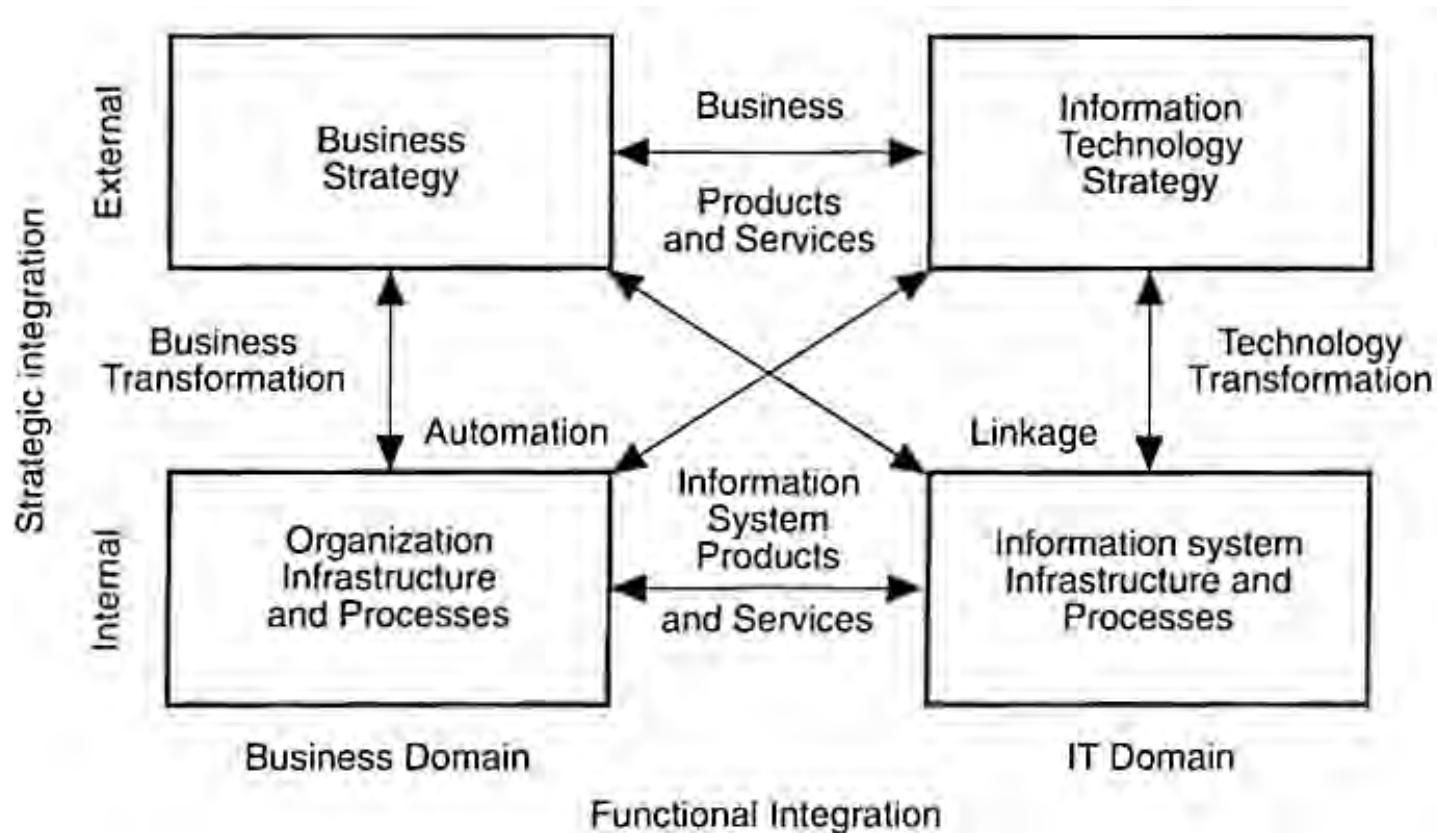 Strategic integration
External
Internal
Business
Strategy
Business
Products
and Services
Information
Technology
Strategy
Business
Transformation
Automation
Linkage
Technology
Transformation
Organization
Infrastructure
and Processes
Information
System
Products
and Services
Information system
Infrastructure and
Processes
Business Domain
IT Domain
Functional Integration